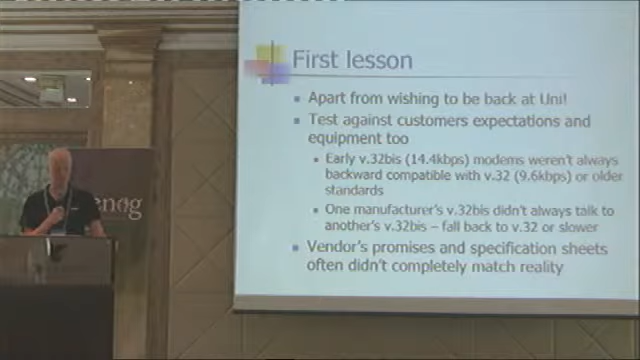 First lesson
Apart from wishing to be back at Uni!
Test against customers expectations and
equipment too
Early v.32bis (14.4kbps) modems weren't always
backward compatible with v.32 (9.6kbps) or older
standards
One manufacturer's v.32bis didn't always talk to
another's v.32bis – fall back to v.32 or slower
Vendor's promises and specification sheets
often didn't completely match reality
enog